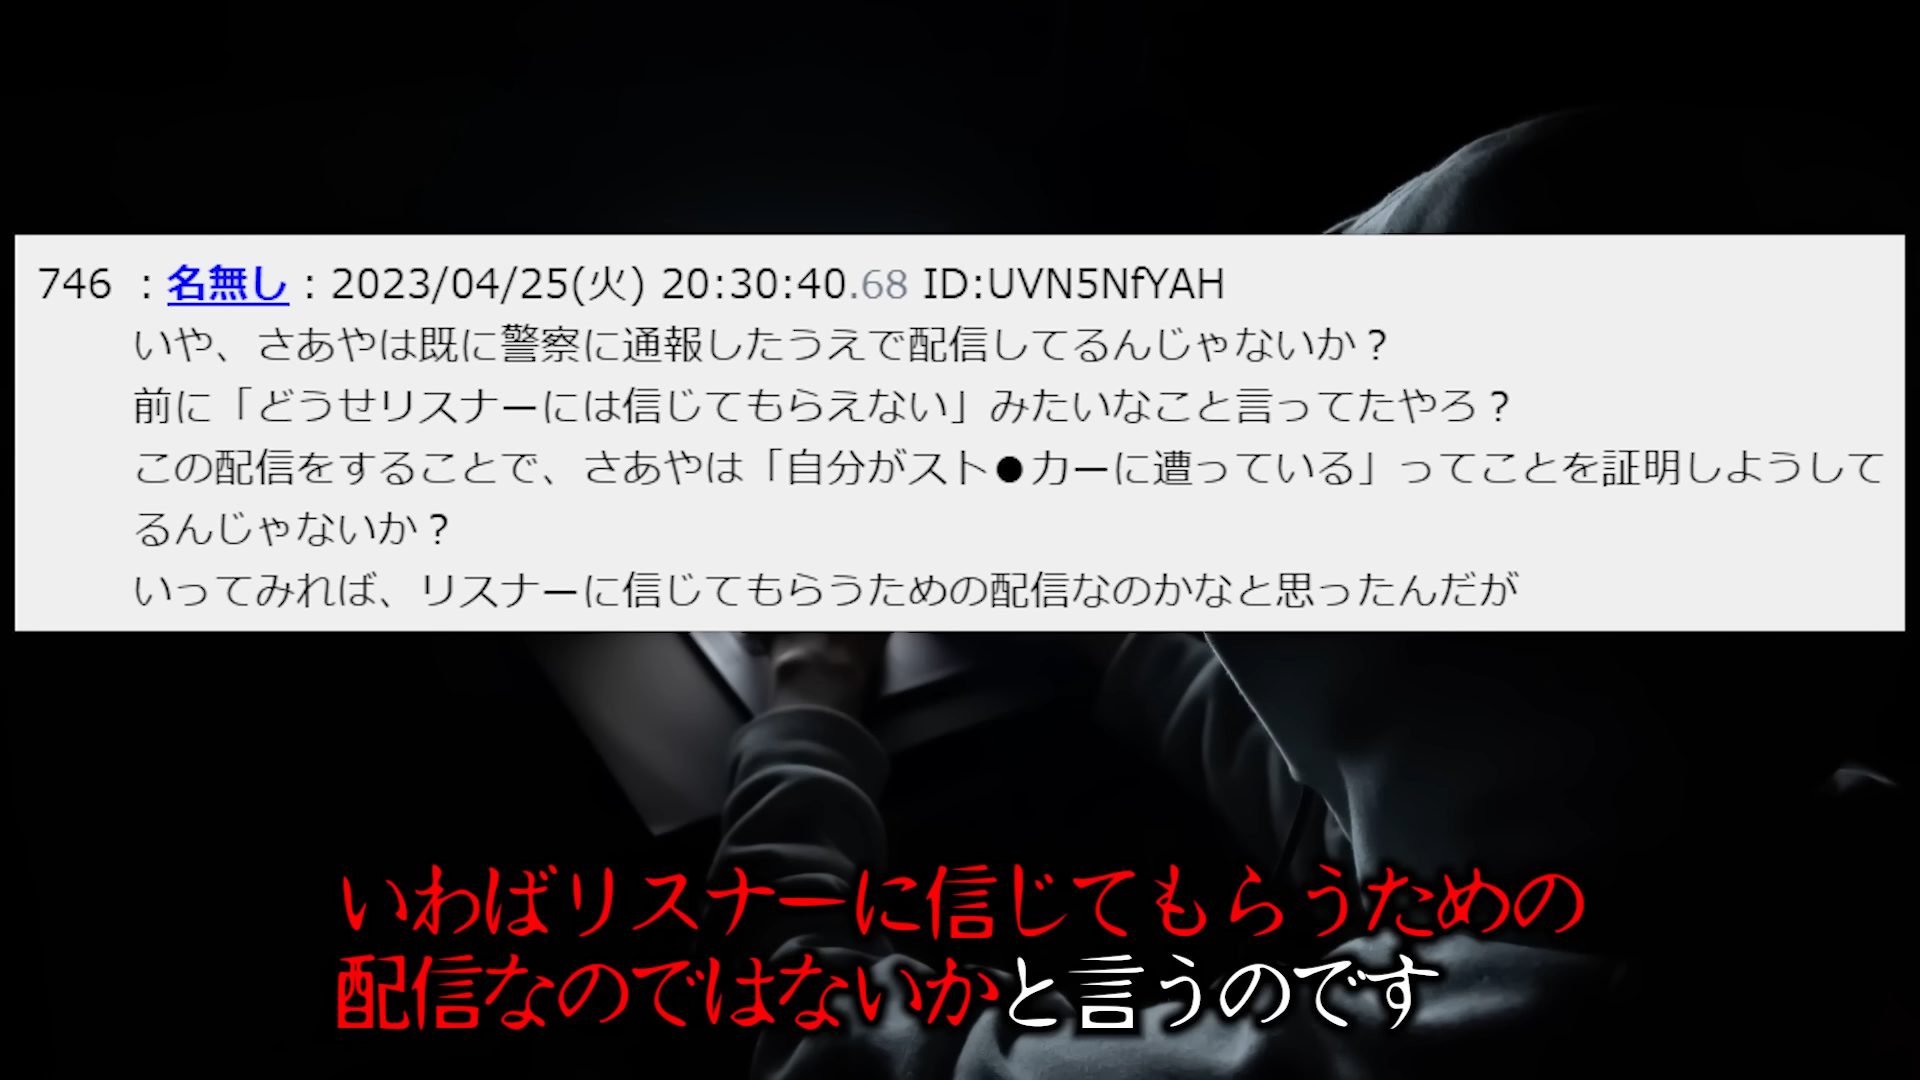 746 ：名無し：2023/04/25(火) 20:30:40.68 ID:UVN5NfYAH
いや、さあやは既に警察に通報したうえで配信してるんじゃないか？
前に「どうせリスナーには信じてもらえない」みたいなこと言ってたやろ？
この配信をすることで、さあやは「自分がスト●カーに遭っている」ってことを証明しようして
るんじゃないか？
いってみれば、リスナーに信じてもらうための配信なのかなと思ったんだが
いわばリスナーに信じてもらうための
配信なのではないかと言うのです